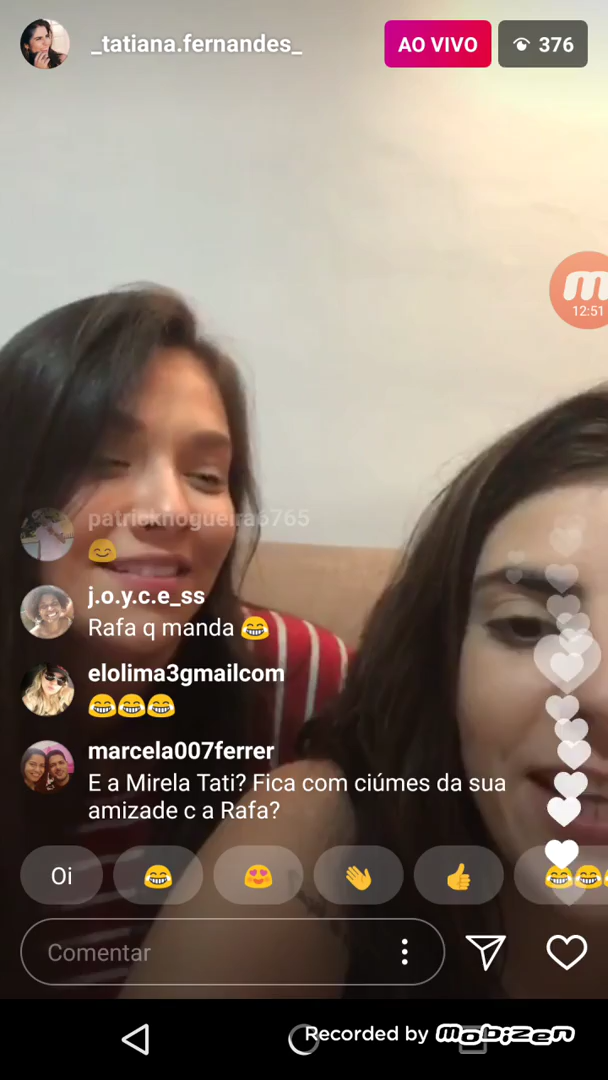 _tatiana.fernandes_
AO VIVO
376
12:51
patricknogueira6765
😊
j.o.y.c.e_ss
Rafa q manda 😂
elolima3gmailcom
😂😂😂
marcela007ferrer
E a Mirela Tati? Fica com ciúmes da sua
amizade c a Rafa?
Oi 😂 😍 👏 👍 😂😂
Comentar
Recorded by mobizen